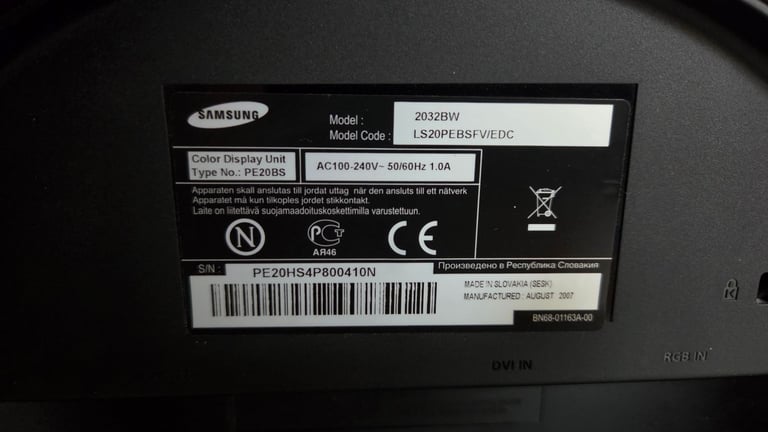 SAMSUNG
Model : 2032BW
Model Code : LS20PEBSFV/EDC
Color Display Unit
Type No.: PE20BS
AC100-240V~ 50/60Hz 1.0A
Apparaten skall anslutas till jordat uttag när den ansluts till ett nätverk
Apparatet må kun tilkoples jordet stikkontakt.
Laite on liitettävä suojamaadoituskoskettimilla varustettuun.
N
РСТ
АЯ46
CE
S/N : PE20HS4P800410N
Произведено в Республика Словакия
MADE IN SLOVAKIA (SESK)
MANUFACTURED : AUGUST 2007
BN68-01163A-00
DVI IN
RGB IN